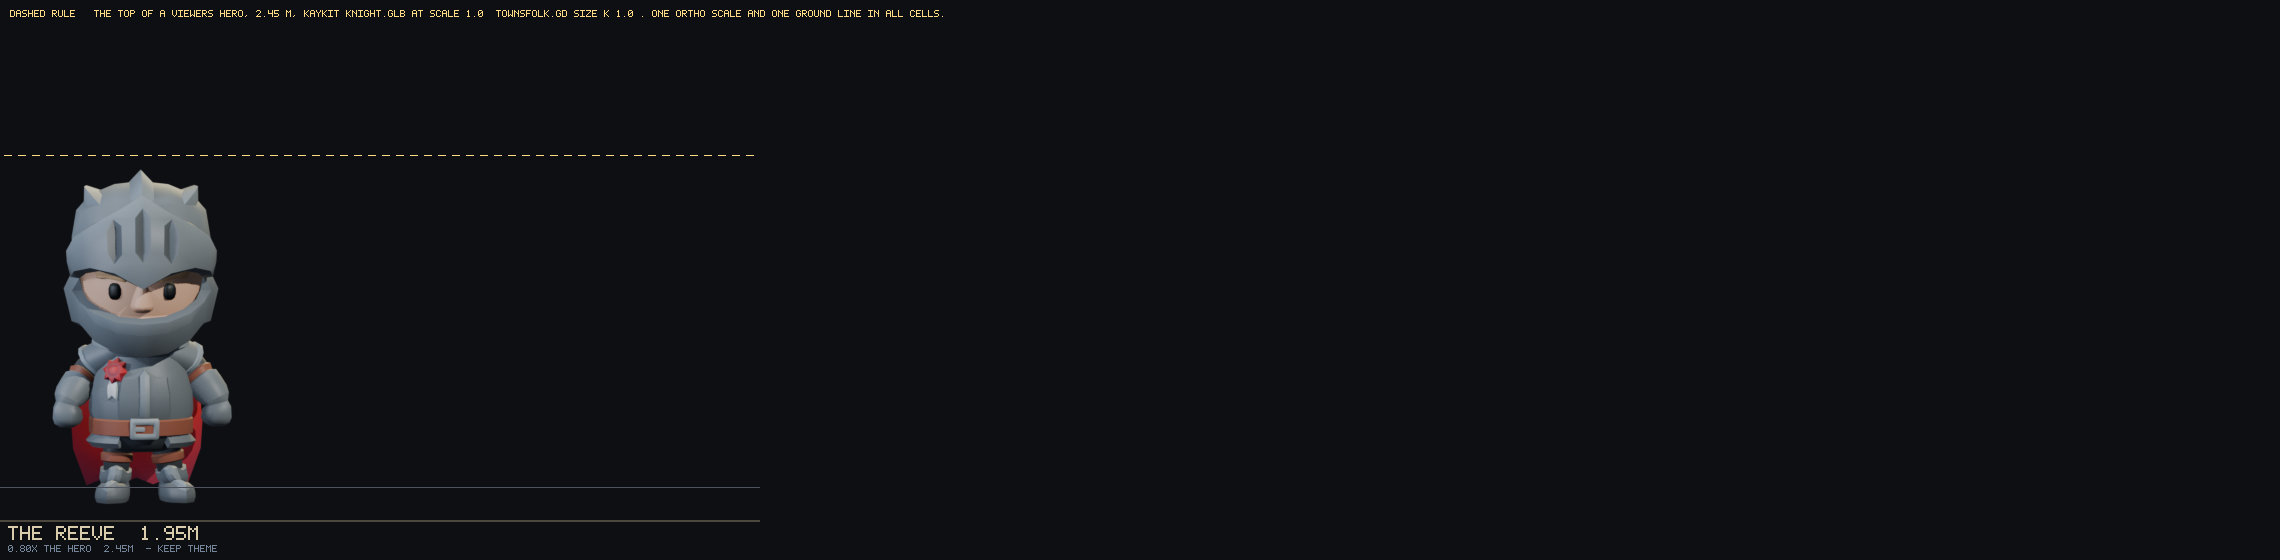 DASHED RULE THE TOP OF A VIEWERS HERO, 2.45 M, KAYKIT KNIGHT.GLB AT SCALE 1.0 TOWNSFOLK.GD SIZE K 1.0 . ONE ORTHO SCALE AND ONE GROUND LINE IN ALL CELLS.
THE REEVE 1.95M
0.80X THE HERO 2.45M - KEEP THEME